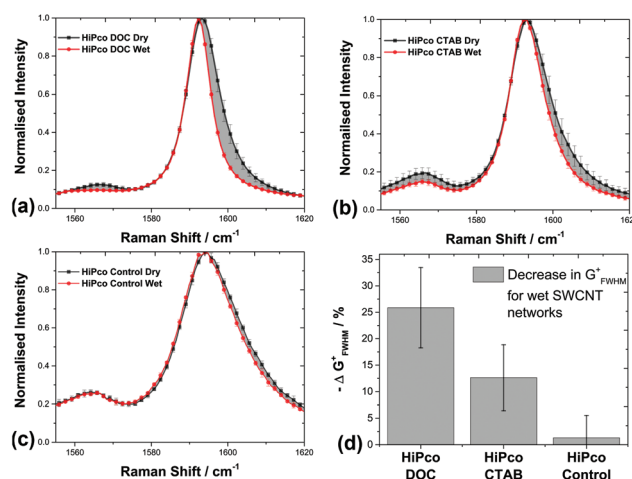 HiPco DOC Dry
HiPco DOC Wet
Normalised Intensity
1.0
0.8
0.6
0.4
0.2
0.0
1560
1580
1600
1620
(a)
Raman Shift / cm-1
HiPco CTAB Dry
HiPco CTAB Wet
Normalised Intensity
1.0
0.8
0.6
0.4
0.2
0.0
1560
1580
1600
1620
(b)
Raman Shift / cm-1
HiPco Control Dry
HiPco Control Wet
Normalised Intensity
1.0
0.8
0.6
0.4
0.2
0.0
1560
1580
1600
1620
(c)
Raman Shift / cm-1
Decrease in G+FWHM
for wet SWCNT
networks
- Δ G+FWHM / %
35
30
25
20
15
10
5
0
(d)
HiPco DOC
HiPco CTAB
HiPco Control